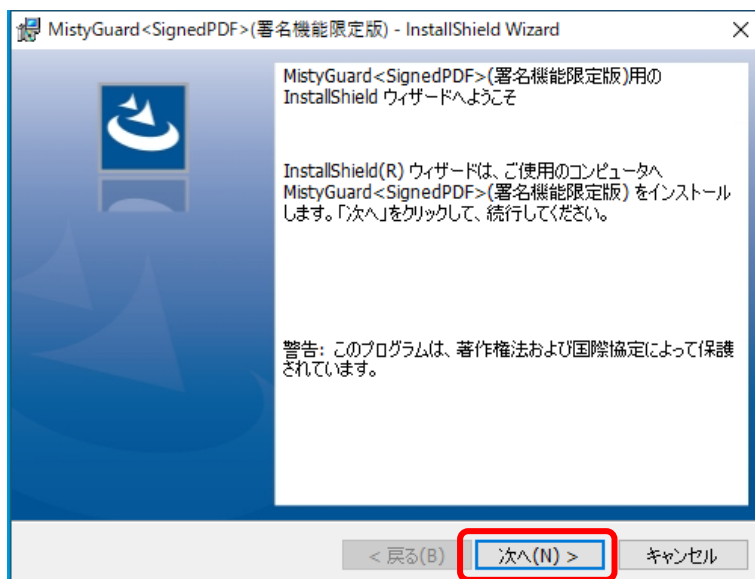 MistyGuard<SignedPDF>(署名機能限定版) - InstallShield Wizard
MistyGuard<SignedPDF>(署名機能限定版)用の
InstallShield ウィザードへようこそ
InstallShield(R) ウィザードは、ご使用のコンピュータへ
MistyGuard<SignedPDF>(署名機能限定版) をインストール
します。「次へ」をクリックして、続行してください。
警告: このプログラムは、著作権法および国際協定によって保護
されています。
< 戻る(B)
次へ(N) >
キャンセル